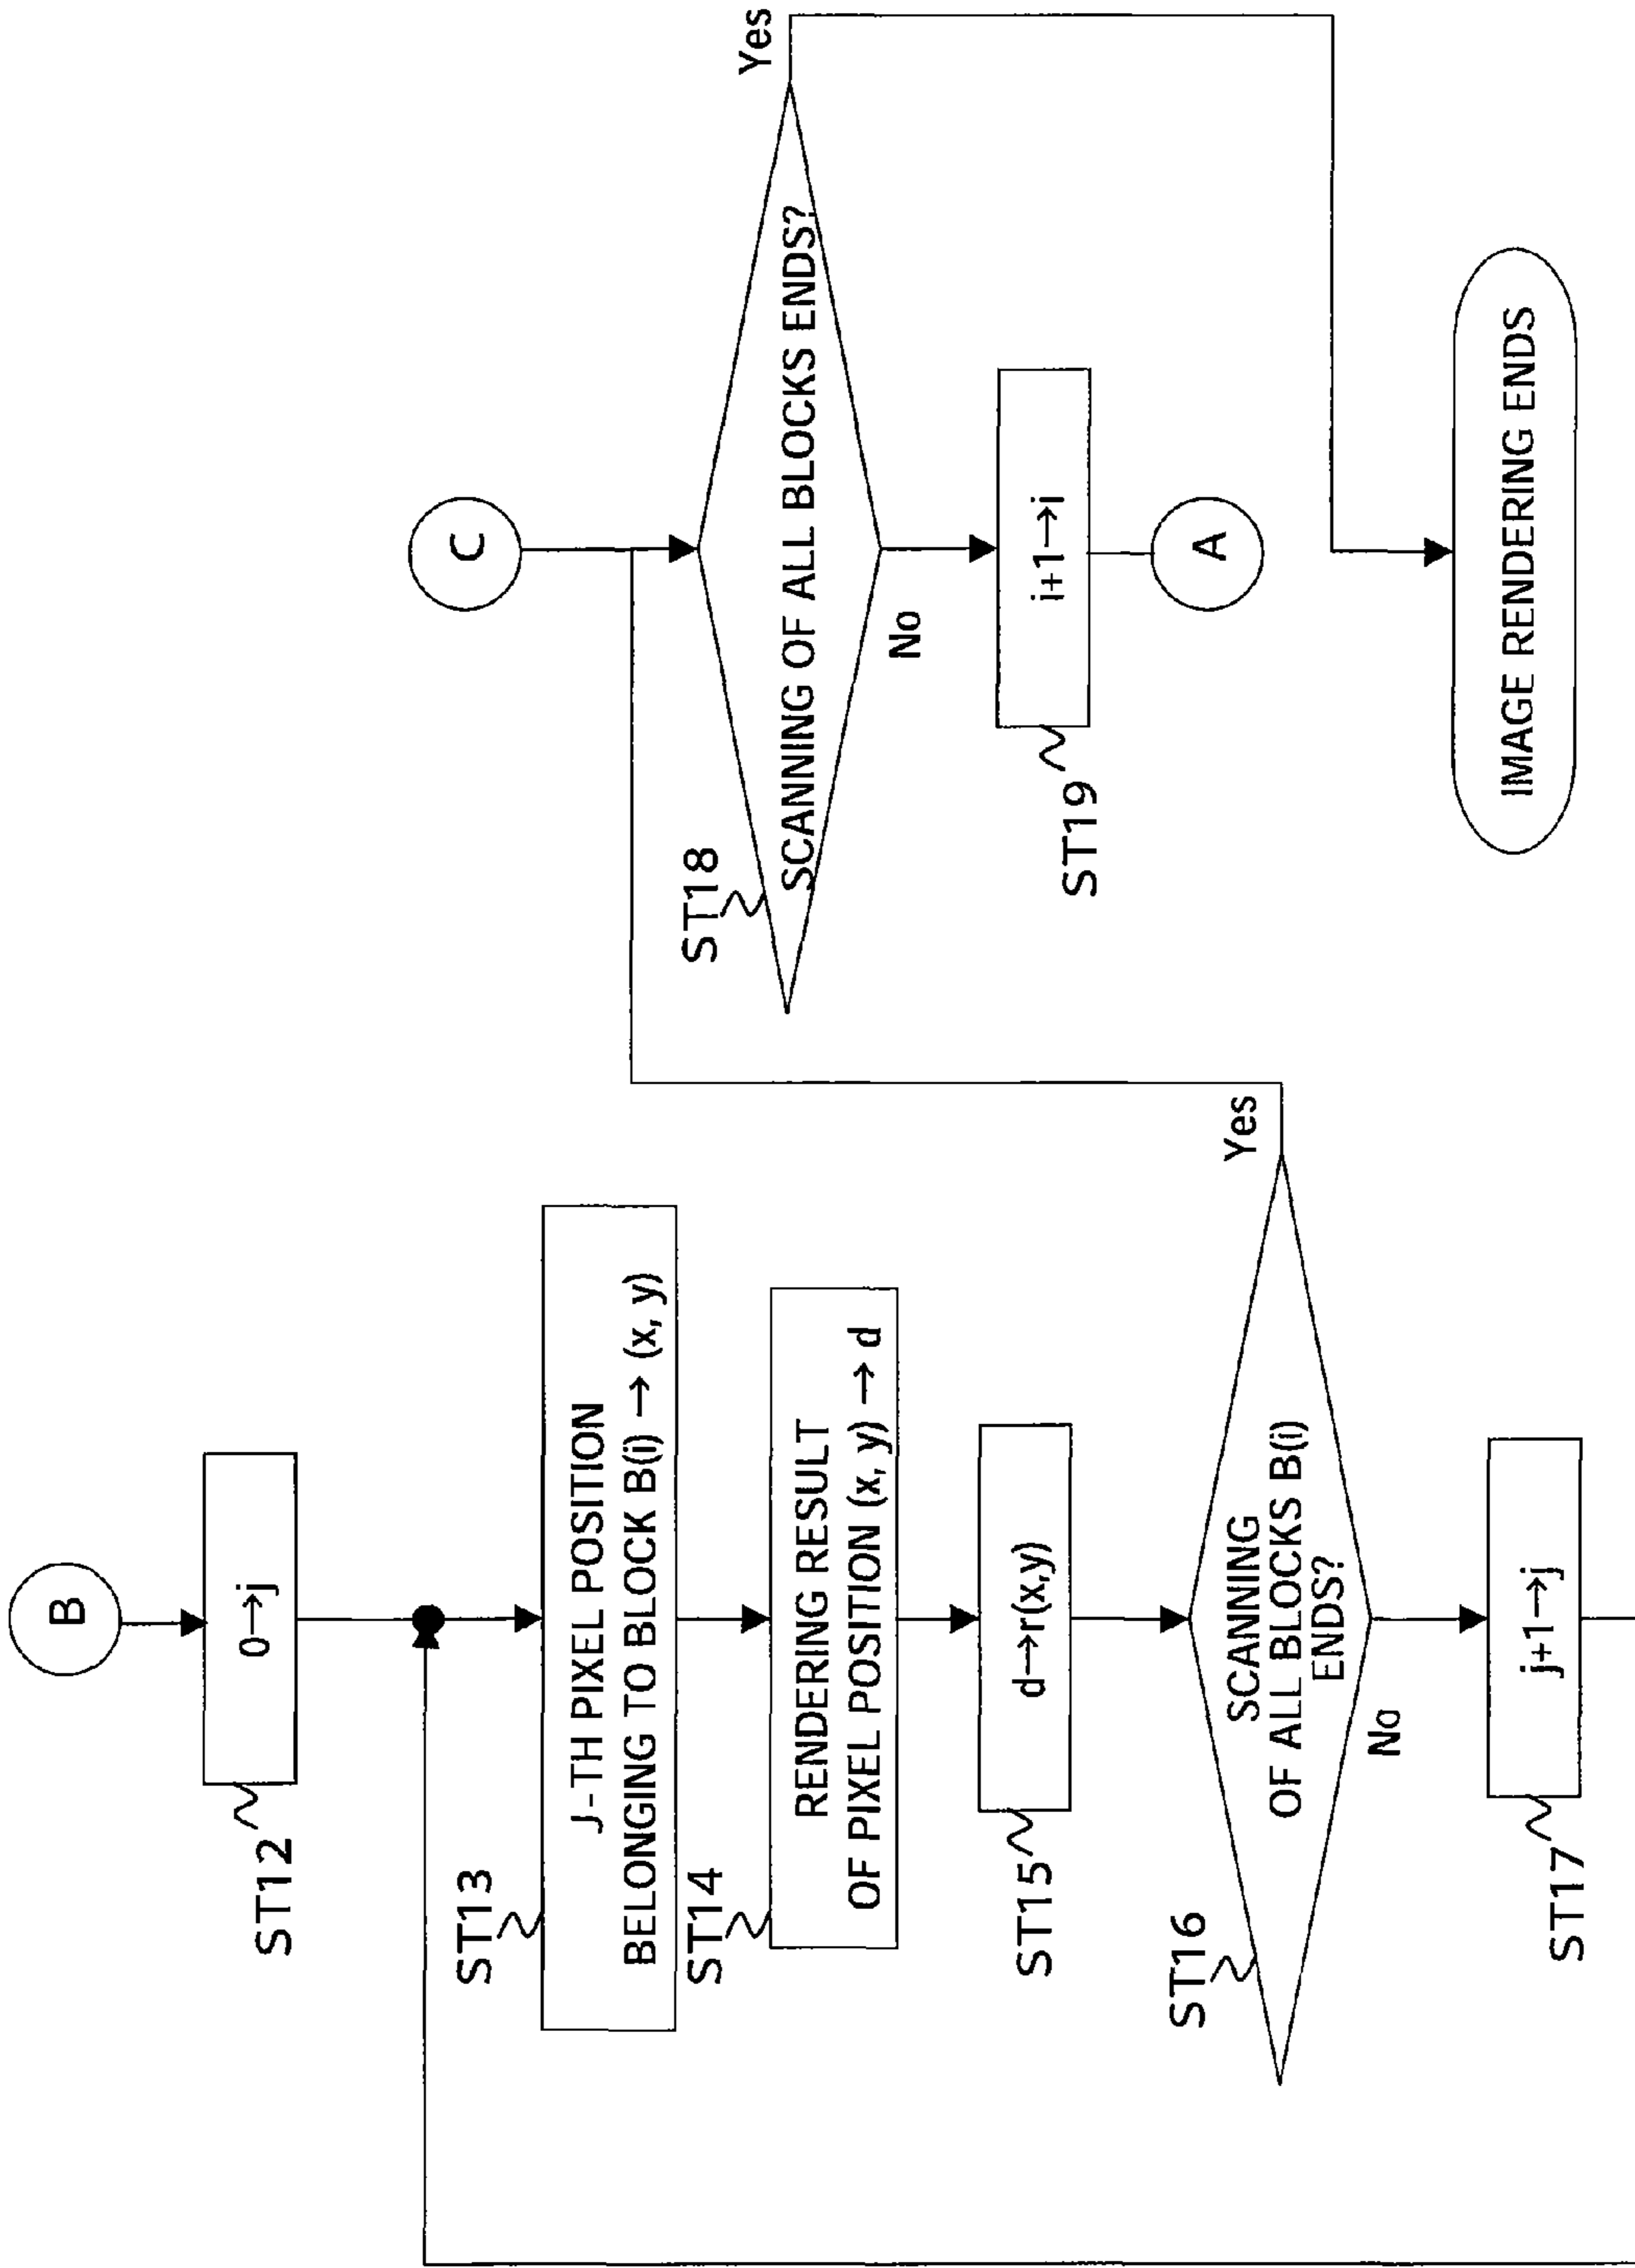 B
ST12
0→j
ST13
J-TH PIXEL POSITION
BELONGING TO BLOCK B(i) → (x, y)
ST14
RENDERING RESULT
OF PIXEL POSITION (x, y) → d
ST15
d→r(x,y)
ST16
SCANNING
OF ALL BLOCKS B(i)
ENDS?
Yes
No
ST17
j+1→j
C
ST18
SCANNING OF ALL BLOCKS ENDS?
Yes
No
ST19
i+1→i
A
IMAGE RENDERING ENDS